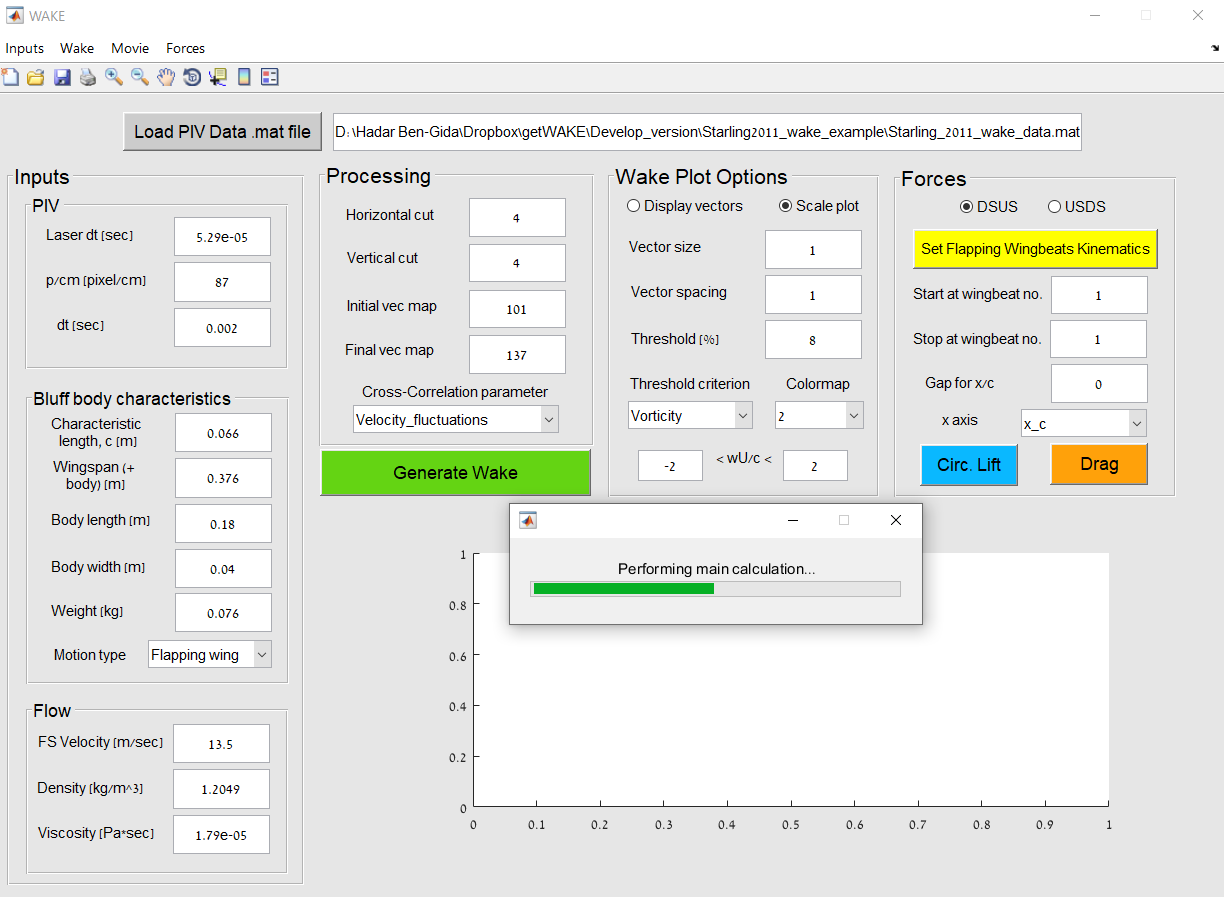 WAKE
Inputs Wake Movie Forces
Load PIV Data .mat file
D:\Hadar Ben-Gida\Dropbox\getWAKE\Develop_version\Starling2011_wake_example\Starling_2011_wake_data.mat
Inputs
PIV
Laser dt [sec] 5.29e-05
p/cm [pixel/cm] 87
dt [sec] 0.002
Bluff body characteristics
Characteristic
length, c [m] 0.066
Wingspan (+
body) [m] 0.376
Body length [m] 0.18
Body width [m] 0.04
Weight [kg] 0.076
Motion type Flapping wing
Flow
FS Velocity [m/sec] 13.5
Density [kg/m^3] 1.2049
Viscosity [Pa*sec] 1.79e-05
Processing
Horizontal cut 4
Vertical cut 4
Initial vec map 101
Final vec map 137
Cross-Correlation parameter
Velocity_fluctuations
Generate Wake
Wake Plot Options
Display vectors Scale plot
Vector size 1
Vector spacing 1
Threshold [%] 8
Threshold criterion Colormap
Vorticity 2
-2 < wU/c < 2
Forces
DSUS USDS
Set Flapping Wingbeats Kinematics
Start at wingbeat no. 1
Stop at wingbeat no. 1
Gap for x/c 0
x axis x_c
Circ. Lift Drag
Performing main calculation...
1
0.8
0.6
0.4
0.2
0
0 0.1 0.2 0.3 0.4 0.5 0.6 0.7 0.8 0.9 1